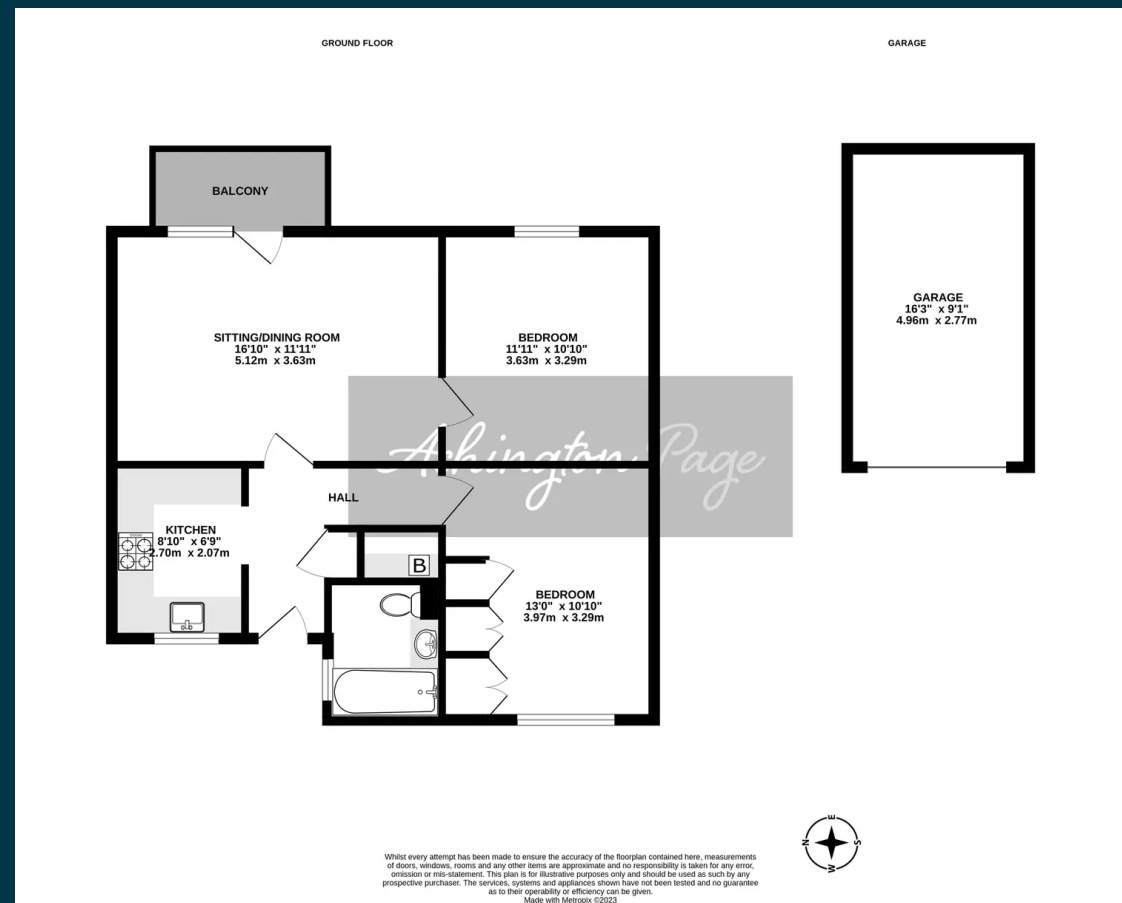 GROUND FLOOR
GARAGE
BALCONY
SITTING/DINING ROOM
16'10" x 11'11"
5.12m x 3.63m
BEDROOM
11'11" x 10'10"
3.63m x 3.29m
GARAGE
16'3" x 9'1"
4.96m x 2.77m
Ashington Page
HALL
KITCHEN
8'10" x 6'9"
2.70m x 2.07m
B
BEDROOM
13'0" x 10'10"
3.97m x 3.29m
E
N
S
W
Whilst every attempt has been made to ensure the accuracy of the floorplan contained here, measurements
of doors, windows, rooms and any other items are approximate and no responsibility is taken for any error,
omission or mis-statement. This plan is for illustrative purposes only and should be used as such by any
prospective purchaser. The services, systems and appliances shown have not been tested and no guarantee
as to their operability or efficiency can be given.
Made with Metropix ©2023